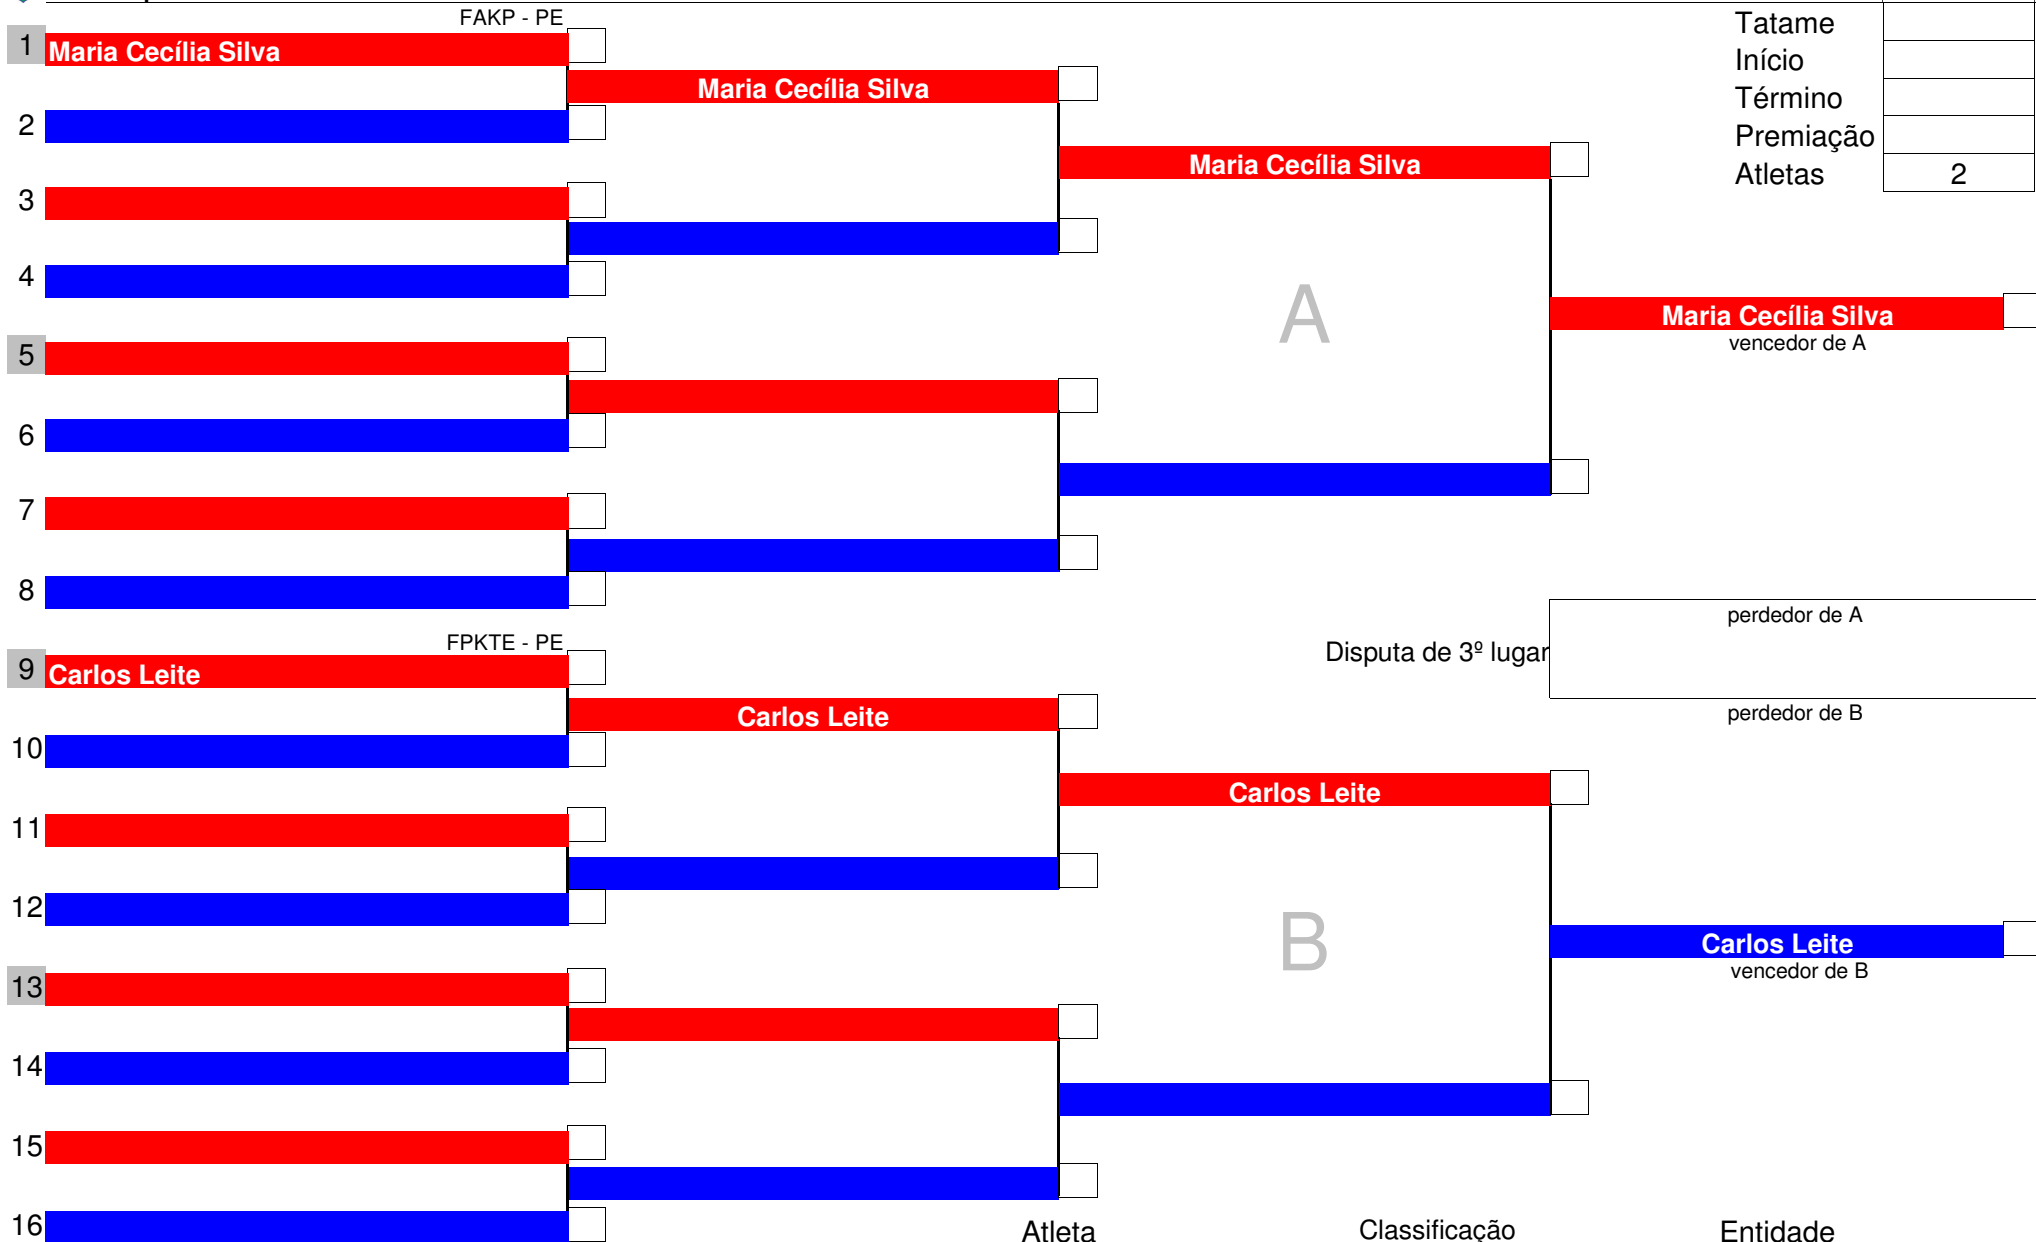 FAKP - PE
1 Maria Cecília Silva
Maria Cecília Silva
2
Maria Cecília Silva
3
4
A
Maria Cecília Silva
vencedor de A
5
6
7
8
Tatame
Início
Término
Premiação
Atletas 2
perdedor de A
Disputa de 3º lugar
perdedor de B
FPKTE - PE
9 Carlos Leite
Carlos Leite
10
Carlos Leite
11
12
B
Carlos Leite
vencedor de B
13
14
15
16
Atleta Classificação Entidade